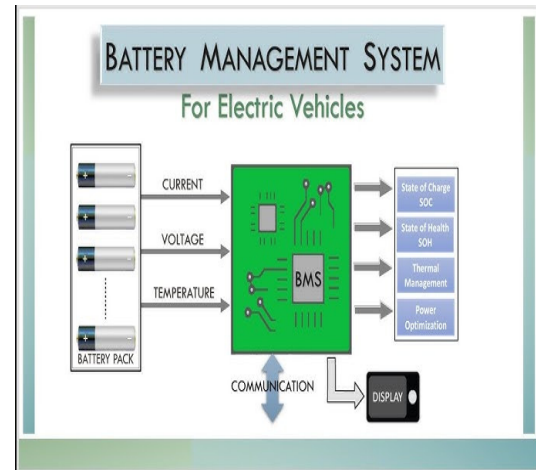 BATTERY MANAGEMENT SYSTEM
For Electric Vehicles
CURRENT
VOLTAGE
TEMPERATURE
BATTERY PACK
BMS
State of Charge
SOC
State of Health
SOH
Thermal
Management
Power
Optimization
COMMUNICATION
DISPLAY